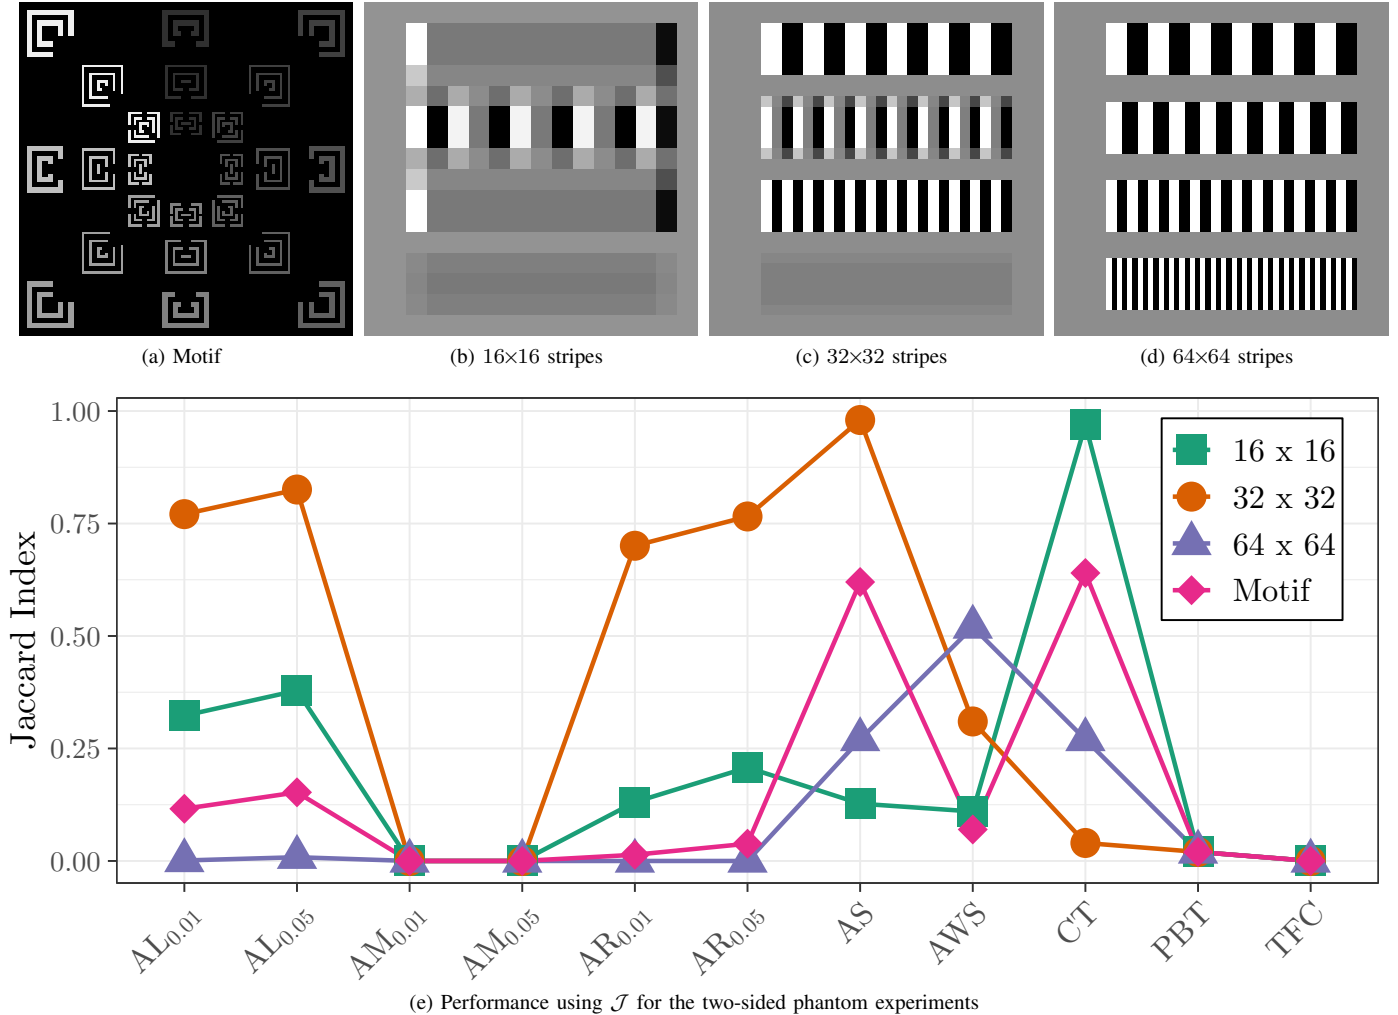 (a) Motif
(b) 16×16 stripes
(c) 32×32 stripes
(d) 64×64 stripes
Jaccard Index
1.00
0.75
0.50
0.25
0.00
16 x 16
32 x 32
64 x 64
Motif
AL0.01
AL0.05
AM0.01
AM0.05
AR0.01
AR0.05
AS
AWS
CT
PBT
TFC
(e) Performance using 𝒥 for the two-sided phantom experiments